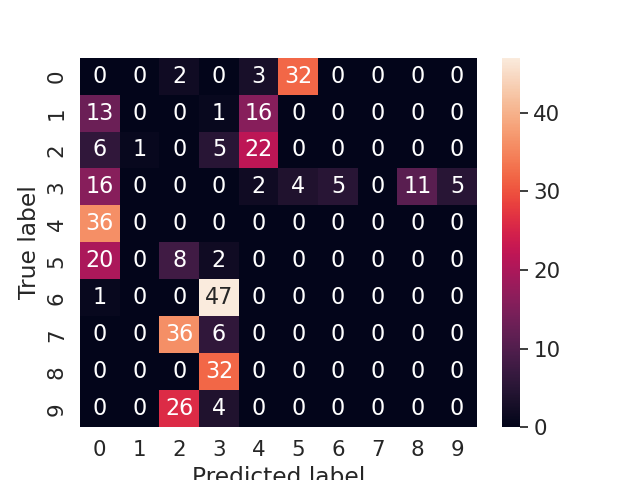 0 0 0 2 0 3 32 0 0 0 0
1 13 0 0 1 16 0 0 0 0 0
2 6 1 0 5 22 0 0 0 0 0
3 16 0 0 0 2 4 5 0 11 5
4 36 0 0 0 0 0 0 0 0 0
5 20 0 8 2 0 0 0 0 0 0
6 1 0 0 47 0 0 0 0 0 0
7 0 0 36 6 0 0 0 0 0 0
8 0 0 0 32 0 0 0 0 0 0
9 0 0 26 4 0 0 0 0 0 0
0 1 2 3 4 5 6 7 8 9
True label
Predicted label
40
30
20
10
0